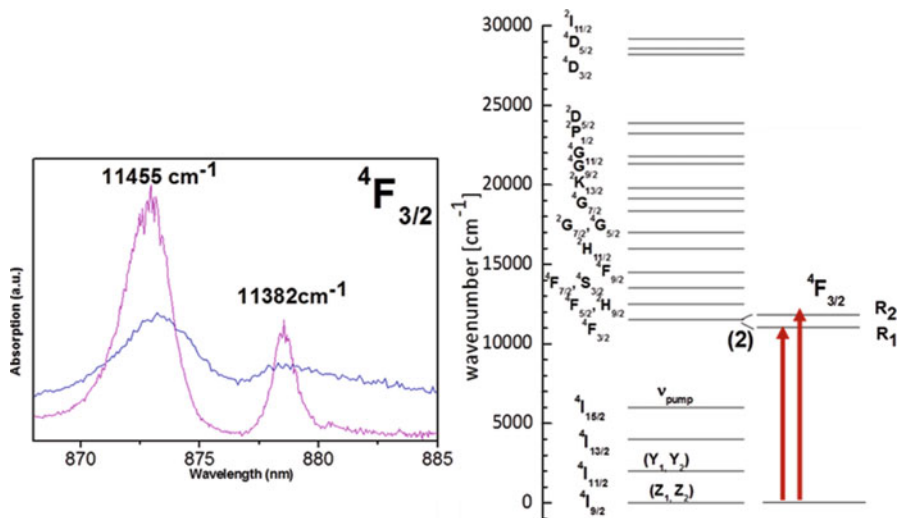 11455 cm⁻¹
⁴F₃/₂
11382cm⁻¹
Absorption (a.u.)
870
875
880
885
Wavelength (nm)
wavenumber [cm⁻¹]
30000
25000
20000
15000
10000
5000
0
²I₁₁/₂
⁴D₅/₂
⁴D₃/₂
²D₅/₂
²P₁/₂
⁴G₁₁/₂
⁴G₉/₂
²K₁₃/₂
⁴G₇/₂
²G₇/₂, ⁴G₅/₂
²H₁₁/₂
⁴F₉/₂
⁴F₇/₂, ⁴S₃/₂
⁴F₅/₂, ²H₉/₂
⁴F₃/₂
⁴I₁₅/₂
⁴I₁₃/₂
⁴I₁₁/₂
⁴I₉/₂
ν pump
(Y₁, Y₂)
(Z₁, Z₂)
(2)
⁴F₃/₂
R₂
R₁